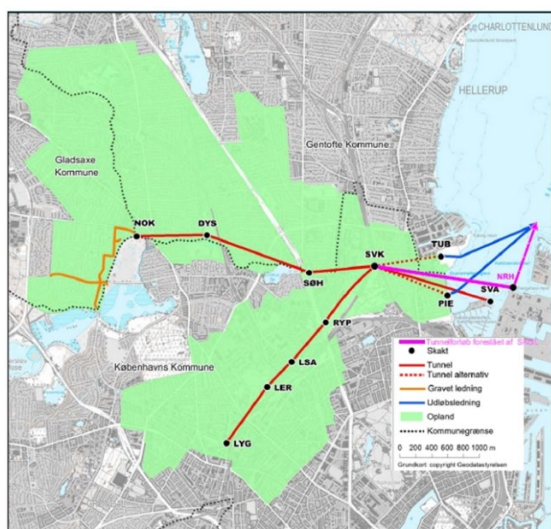 CHARLOTTENLUND
HELLERUP
Gentofte Kommune
Gladsaxe
Kommune
NOK
DYS
SVK
TUB
SØH
NRH
SVA
PIE
RYP
Københavns Kommune
LSA
LER
LYG
Tunnelforløb foreslået af
Skakt
Tunnel
Tunnel alternativ
Gravet ledning
Udløbsledning
Opland
Kommunegrænse
0 200 400 600 800 1000 m
Grundkort: copyright Geodatastyrelsen